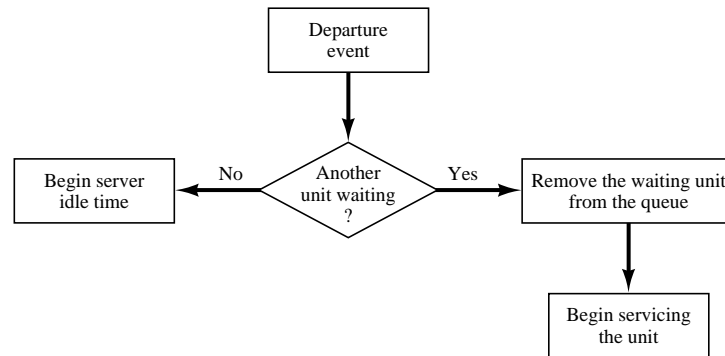 Departure
event
No
Another
unit waiting
?
Yes
Begin server
idle time
Remove the waiting unit
from the queue
Begin servicing
the unit